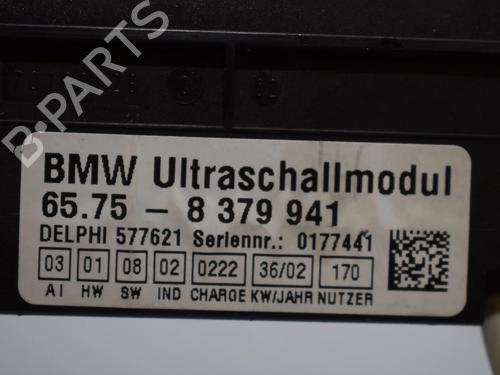 B-PARTS
BMW Ultraschallmodul
65.75 - 8 379 941
DELPHI 577621 Seriennr.: 0177441
03 01 08 02 0222 36/02 170
AI HW SW IND CHARGE KW/JAHR NUTZER